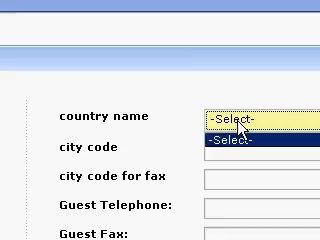 country name
-Select-
-Select-
city code
city code for fax
Guest Telephone:
Guest Fax: